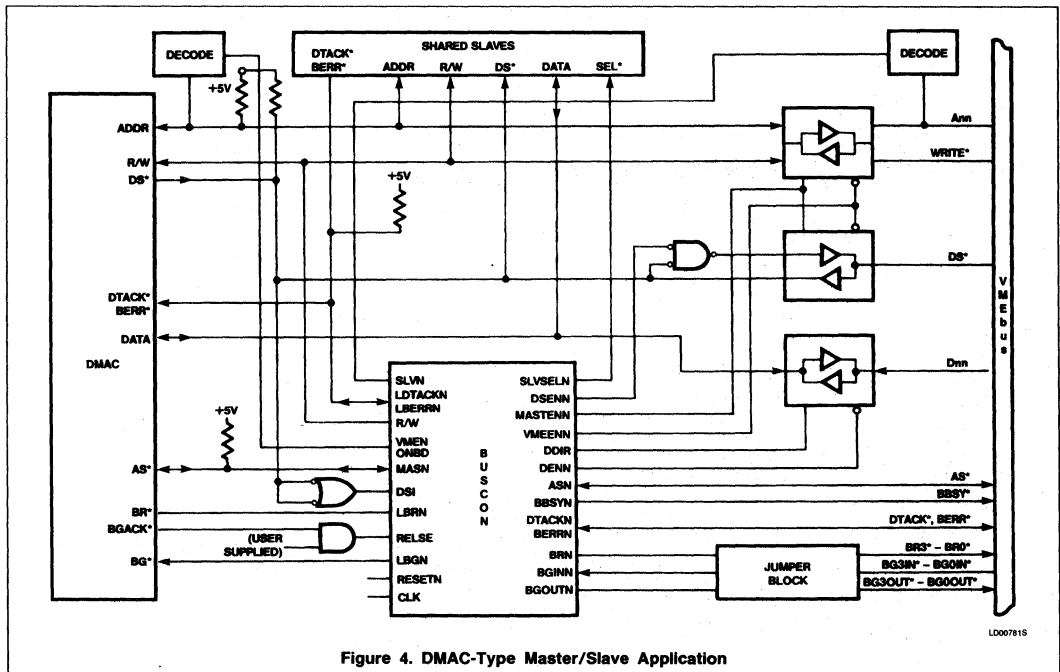 DECODE
DTACK*
BERR*
SHARED SLAVES
ADDR
R/W
DS*
DATA
SEL*
DECODE
+5V
ADDR
R/W
DS*
+5V
DTACK*
BERR*
DATA
DMAC
+5V
AS*
BR*
BGACK*
(USER
SUPPLIED)
BG*
SLVN
LDTACKN
LBERRN
R/W
VMEN
ONBD
MASN
DSI
LBRN
RELSE
LBGN
RESETN
CLK
BUSCON
SLVSELN
DSENN
MASTENN
VMEENN
DDIR
DENN
ASN
BBSYN
DTACKN
BERRN
BRN
BGINN
BGOUTN
JUMPER
BLOCK
Ann
WRITE*
DS*
Dnn
AS*
BBSY*
DTACK*, BERR*
BR3* – BR0*
BG3IN* – BG0IN*
BG3OUT* – BG0OUT*
VMEbus
LD00781S
Figure 4. DMAC-Type Master/Slave Application